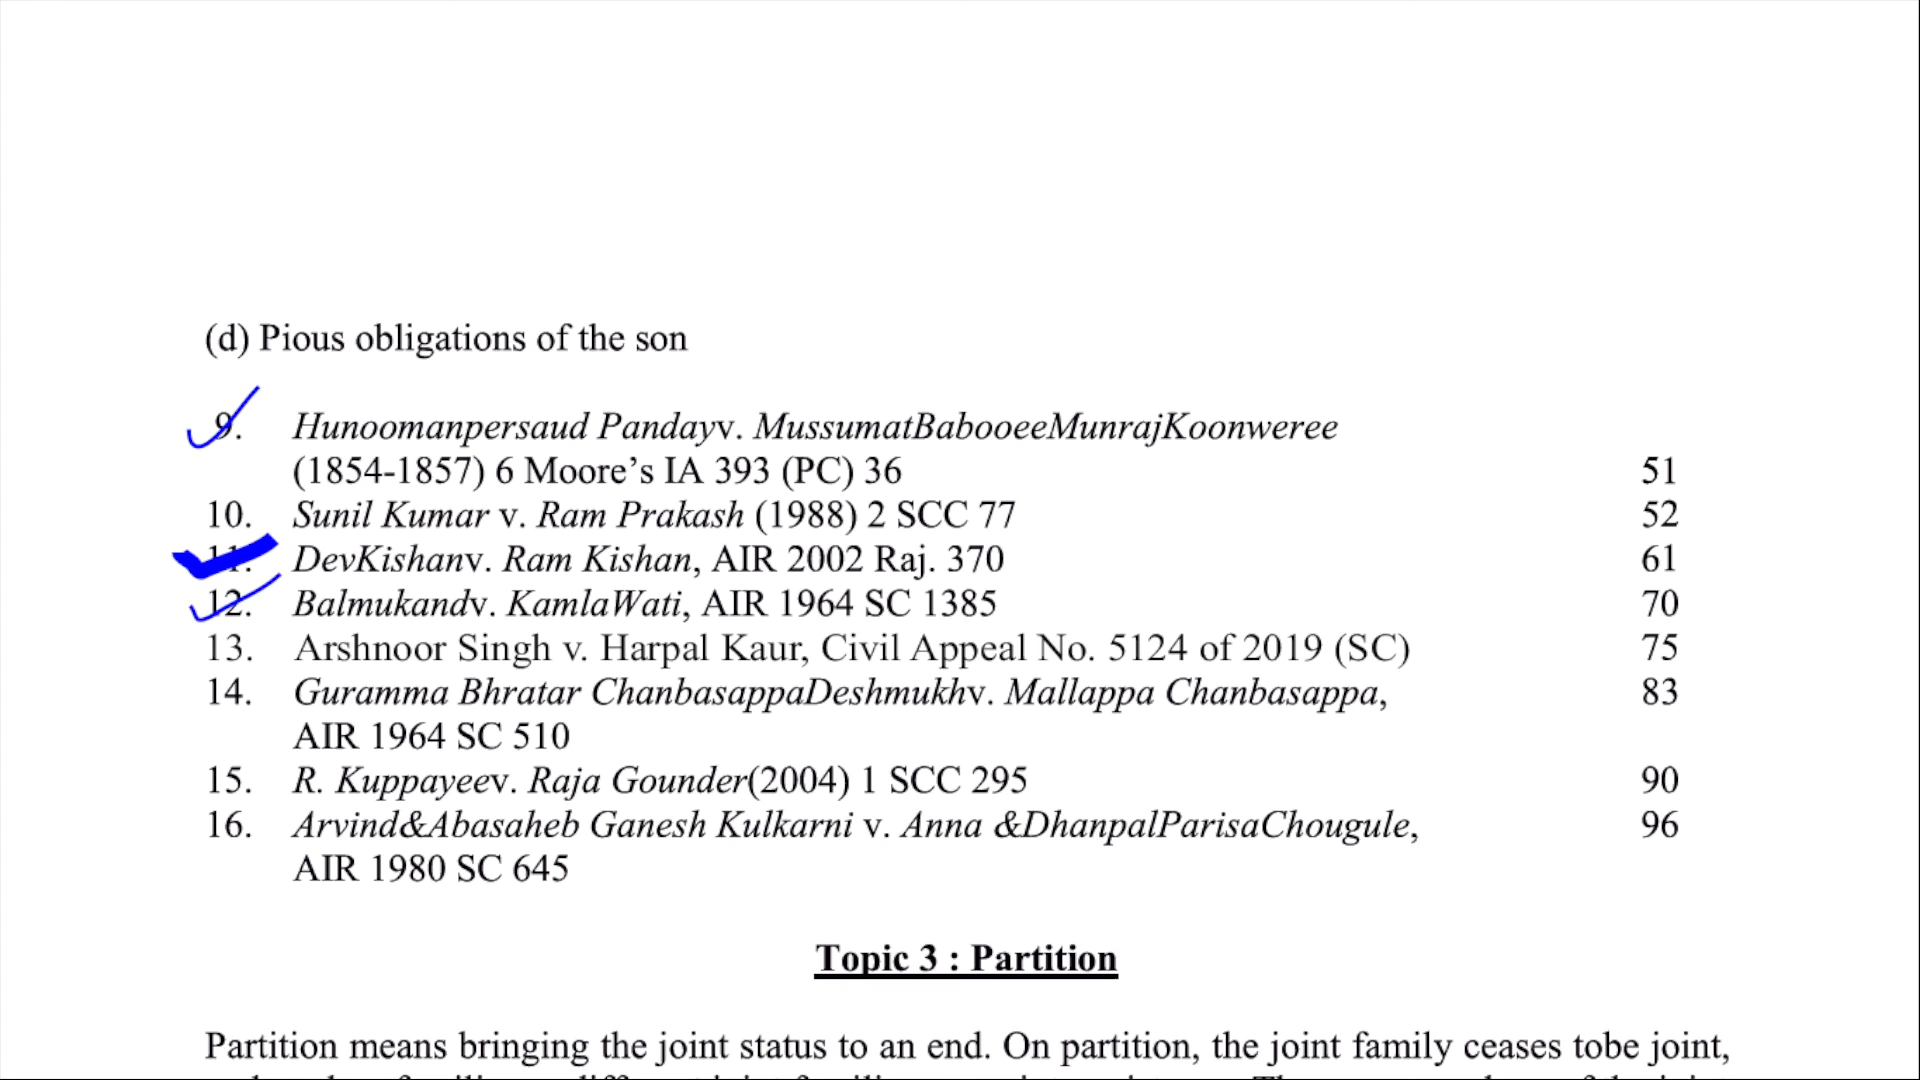 (d) Pious obligations of the son
9. Hunoomanpersaud Pandayv. MussumatBabooeeMunrajKoonweree
(1854-1857) 6 Moore’s IA 393 (PC) 36 51
10. Sunil Kumar v. Ram Prakash (1988) 2 SCC 77 52
11. DevKishanv. Ram Kishan, AIR 2002 Raj. 370 61
12. Balmukandv. KamlaWati, AIR 1964 SC 1385 70
13. Arshnoor Singh v. Harpal Kaur, Civil Appeal No. 5124 of 2019 (SC) 75
14. Guramma Bhratar ChanbasappaDeshmukhv. Mallappa Chanbasappa, 83
AIR 1964 SC 510
15. R. Kuppayeev. Raja Gounder(2004) 1 SCC 295 90
16. Arvind&Abasaheb Ganesh Kulkarni v. Anna &DhanpalParisaChougule, 96
AIR 1980 SC 645
Topic 3 : Partition
Partition means bringing the joint status to an end. On partition, the joint family ceases tobe joint,